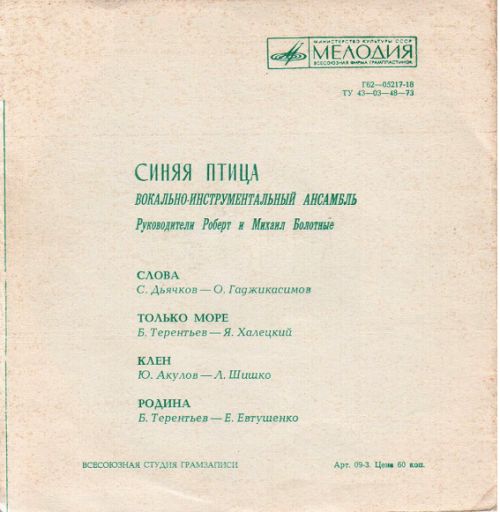 МИНИСТЕРСТВО КУЛЬТУРЫ СССР
МЕЛОДИЯ
ВСЕСОЮЗНАЯ ФИРМА ГРАМПЛАСТИНОК
Г62—05217-18
ТУ 43—03—48—73
СИНЯЯ ПТИЦА
ВОКАЛЬНО-ИНСТРУМЕНТАЛЬНЫЙ АНСАМБЛЬ
Руководители Роберт и Михаил Болотные
СЛОВА
С. Дьячков — О. Гаджикасимов
ТОЛЬКО МОРЕ
Б. Терентьев — Я. Халецкий
КЛЕН
Ю. Акулов — Л. Шишко
РОДИНА
Б. Терентьев — Е. Евтушенко
ВСЕСОЮЗНАЯ СТУДИЯ ГРАМЗАПИСИ
Арт. 09-3. Цена 60 коп.